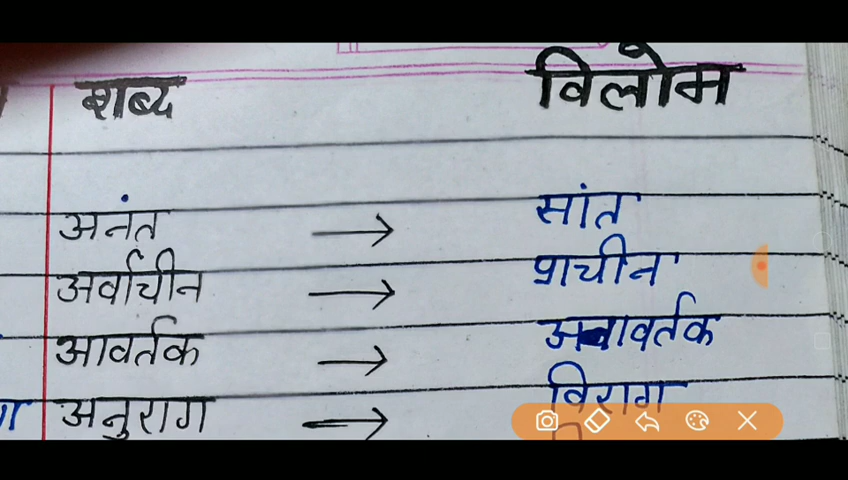 शब्द विलोम
अनंत → सांत
अर्वाचीन → प्राचीन
आवर्तक → अनावर्तक
अनुराग → विराग